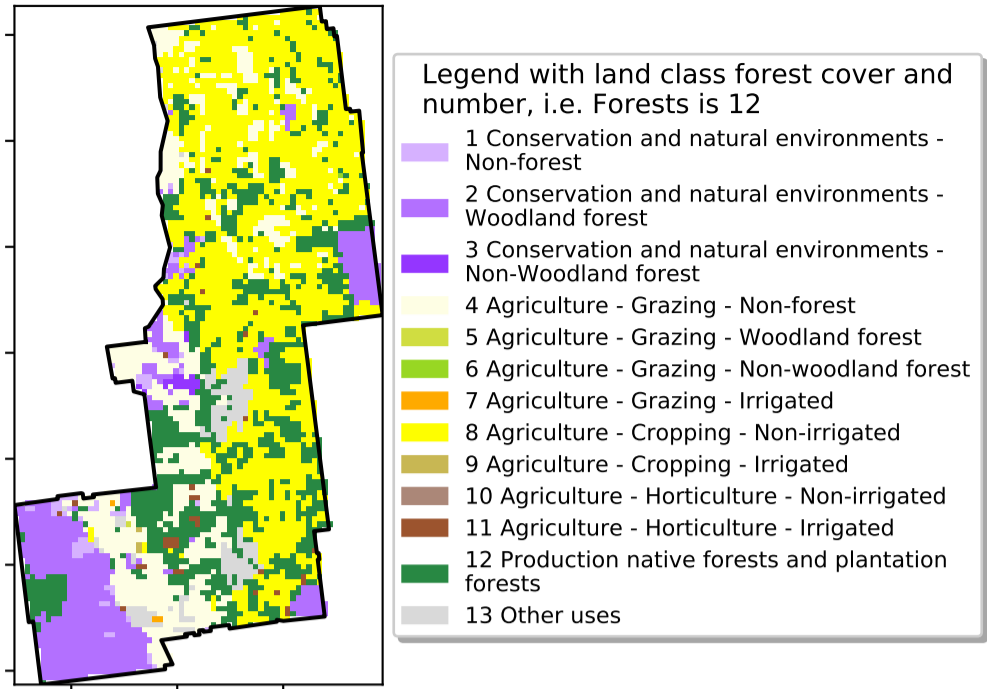 Legend with land class forest cover and
number, i.e. Forests is 12
1 Conservation and natural environments -
Non-forest
2 Conservation and natural environments -
Woodland forest
3 Conservation and natural environments -
Non-Woodland forest
4 Agriculture - Grazing - Non-forest
5 Agriculture - Grazing - Woodland forest
6 Agriculture - Grazing - Non-woodland forest
7 Agriculture - Grazing - Irrigated
8 Agriculture - Cropping - Non-irrigated
9 Agriculture - Cropping - Irrigated
10 Agriculture - Horticulture - Non-irrigated
11 Agriculture - Horticulture - Irrigated
12 Production native forests and plantation
forests
13 Other uses